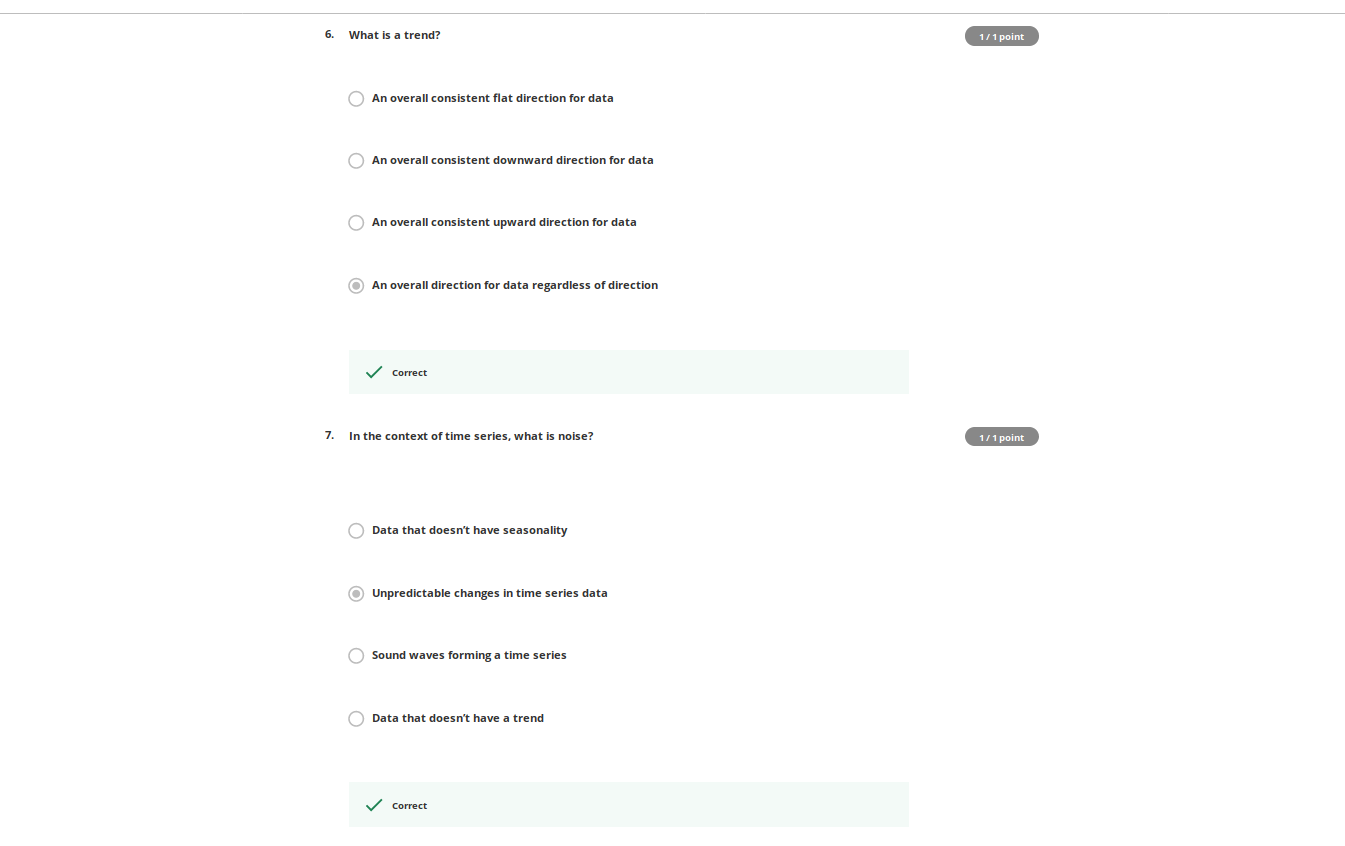 6. What is a trend?
1 / 1 point
An overall consistent flat direction for data
An overall consistent downward direction for data
An overall consistent upward direction for data
An overall direction for data regardless of direction
Correct
7. In the context of time series, what is noise?
1 / 1 point
Data that doesn’t have seasonality
Unpredictable changes in time series data
Sound waves forming a time series
Data that doesn’t have a trend
Correct